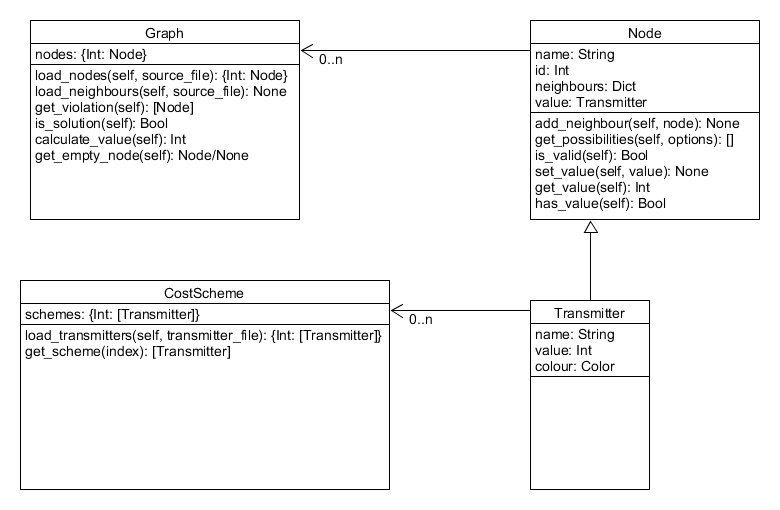 Graph
nodes: {Int: Node}
load_nodes(self, source_file): {Int: Node}
load_neighbours(self, source_file): None
get_violation(self): [Node]
is_solution(self): Bool
calculate_value(self): Int
get_empty_node(self): Node/None
0..n
Node
name: String
id: Int
neighbours: Dict
value: Transmitter
add_neighbour(self, node): None
get_possibilities(self, options): []
is_valid(self): Bool
set_value(self, value): None
get_value(self): Int
has_value(self): Bool
CostScheme
schemes: {Int: [Transmitter]}
load_transmitters(self, transmitter_file): {Int: [Transmitter]}
get_scheme(index): [Transmitter]
0..n
Transmitter
name: String
value: Int
colour: Color